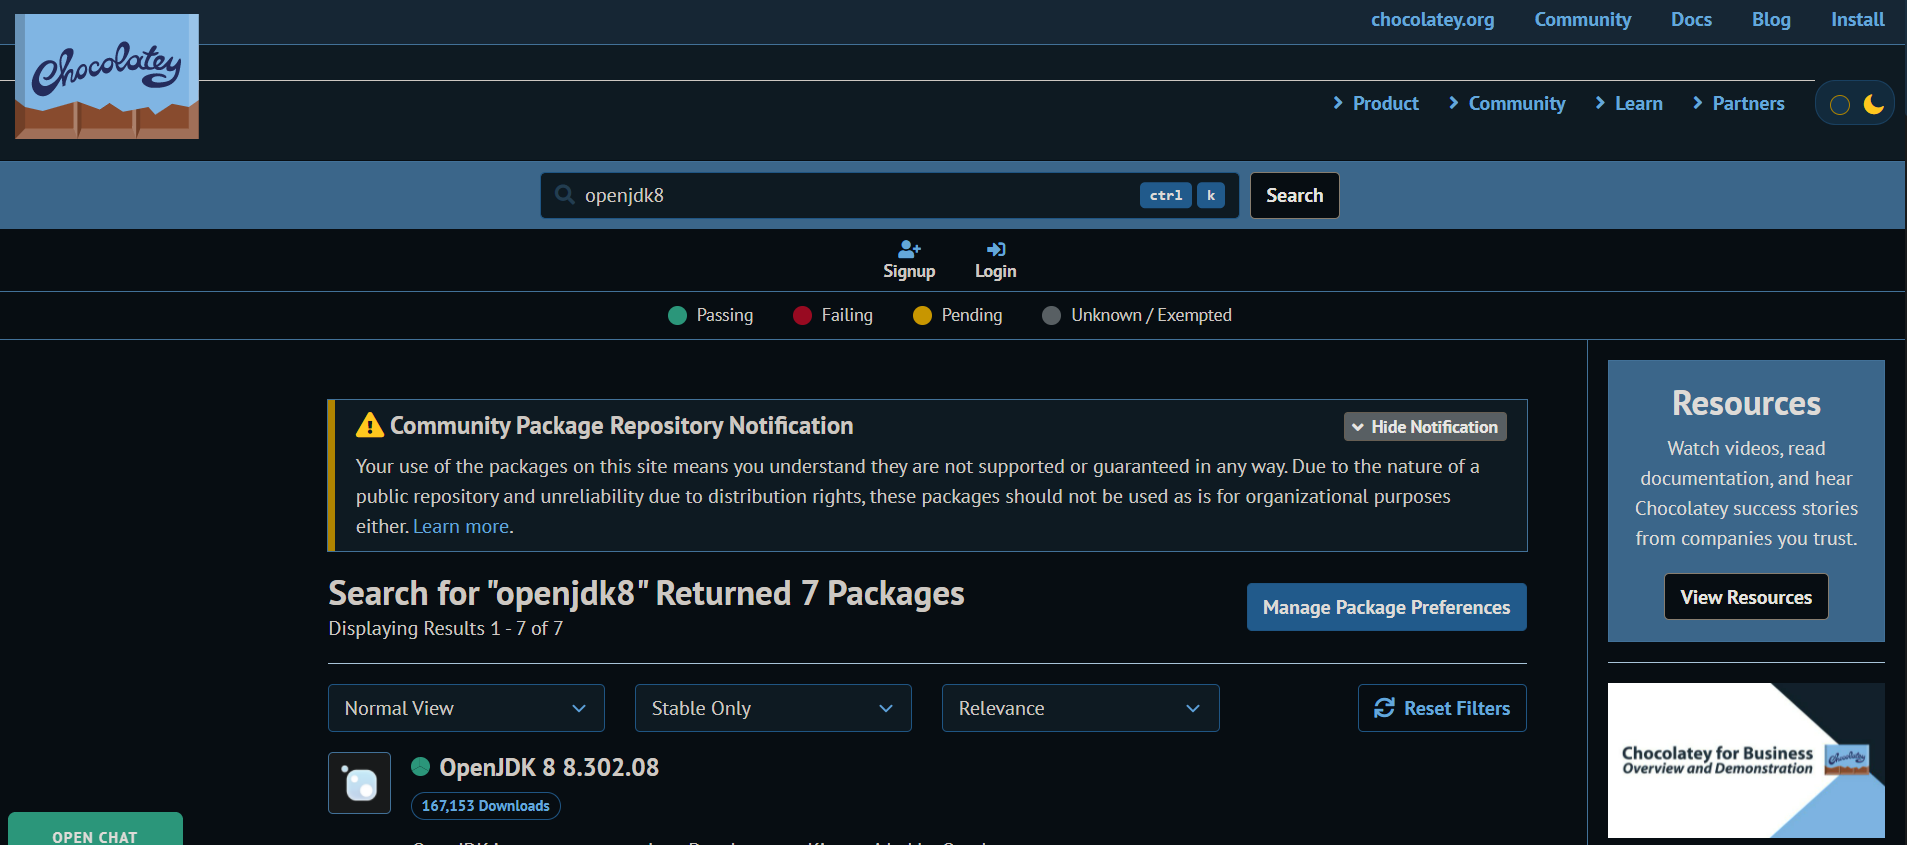 chocolatey.org Community Docs Blog Install
Chocolatey
Product Community Learn Partners
openjdk8 ctrl k Search
Signup Login
Passing Failing Pending Unknown / Exempted
Community Package Repository Notification
Hide Notification
Your use of the packages on this site means you understand they are not supported or guaranteed in any way. Due to the nature of a
public repository and unreliability due to distribution rights, these packages should not be used as is for organizational purposes
either. Learn more.
Search for "openjdk8" Returned 7 Packages
Displaying Results 1 - 7 of 7
Manage Package Preferences
Normal View Stable Only Relevance Reset Filters
OpenJDK 8 8.302.08
167,153 Downloads
Resources
Watch videos, read
documentation, and hear
Chocolatey success stories
from companies you trust.
View Resources
Chocolatey for Business
Overview and Demonstration
Chocolatey
OPEN CHAT